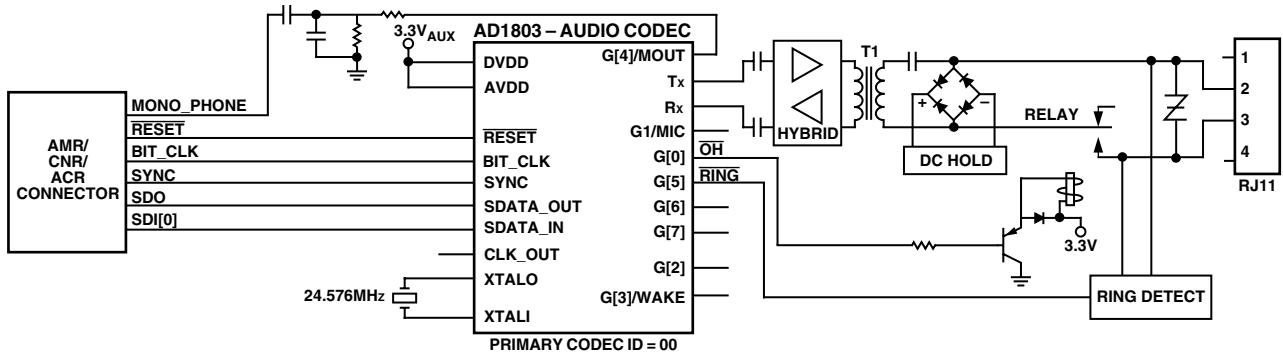 3.3VAUX
AD1803 – AUDIO CODEC
AMR/
CNR/
ACR
CONNECTOR
MONO_PHONE
RESET
BIT_CLK
SYNC
SDO
SDI[0]
24.576MHz
DVDD
AVDD
RESET
BIT_CLK
SYNC
SDATA_OUT
SDATA_IN
CLK_OUT
XTALO
XTALI
G[4]/MOUT
Tx
Rx
G1/MIC
G[0]
G[5]
G[6]
G[7]
G[2]
G[3]/WAKE
PRIMARY CODEC ID = 00
OH
RING
HYBRID
T1
+
–
DC HOLD
RELAY
3.3V
RING DETECT
1
2
3
4
RJ11